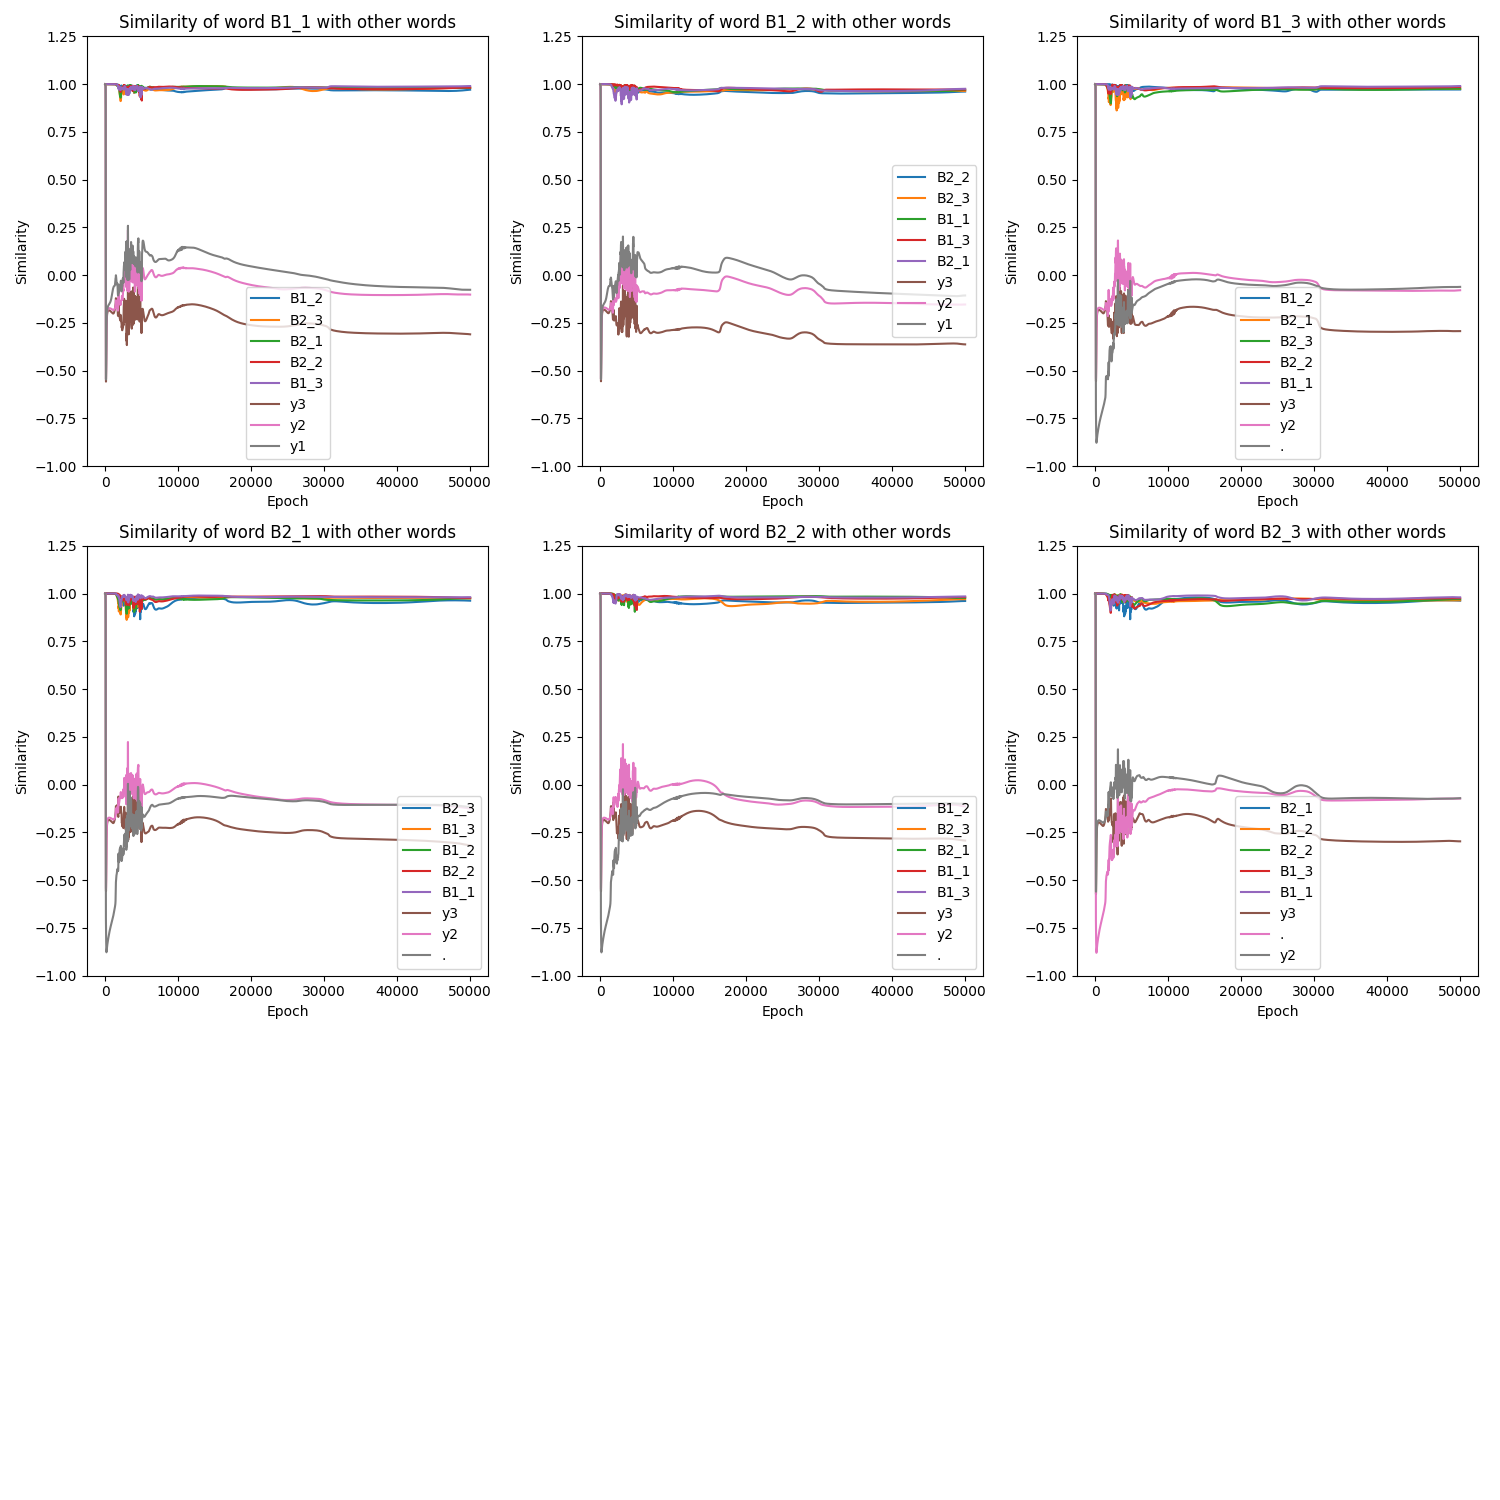 Similarity of word B1_1 with other words
1.25
1.00
0.75
0.50
0.25
0.00
−0.25
−0.50
−0.75
−1.00
Similarity
0 10000 20000 30000 40000 50000
Epoch
B1_2
B2_3
B2_1
B2_2
B1_3
y3
y2
y1
Similarity of word B1_2 with other words
1.25
1.00
0.75
0.50
0.25
0.00
−0.25
−0.50
−0.75
−1.00
Similarity
0 10000 20000 30000 40000 50000
Epoch
B2_2
B2_3
B1_1
B1_3
B2_1
y3
y2
y1
Similarity of word B1_3 with other words
1.25
1.00
0.75
0.50
0.25
0.00
−0.25
−0.50
−0.75
−1.00
Similarity
0 10000 20000 30000 40000 50000
Epoch
B1_2
B2_1
B2_3
B2_2
B1_1
y3
y2
.
Similarity of word B2_1 with other words
1.25
1.00
0.75
0.50
0.25
0.00
−0.25
−0.50
−0.75
−1.00
Similarity
0 10000 20000 30000 40000 50000
Epoch
B2_3
B1_3
B1_2
B2_2
B1_1
y3
y2
.
Similarity of word B2_2 with other words
1.25
1.00
0.75
0.50
0.25
0.00
−0.25
−0.50
−0.75
−1.00
Similarity
0 10000 20000 30000 40000 50000
Epoch
B1_2
B2_3
B2_1
B1_1
B1_3
y3
y2
.
Similarity of word B2_3 with other words
1.25
1.00
0.75
0.50
0.25
0.00
−0.25
−0.50
−0.75
−1.00
Similarity
0 10000 20000 30000 40000 50000
Epoch
B2_1
B1_2
B2_2
B1_3
B1_1
y3
.
y2